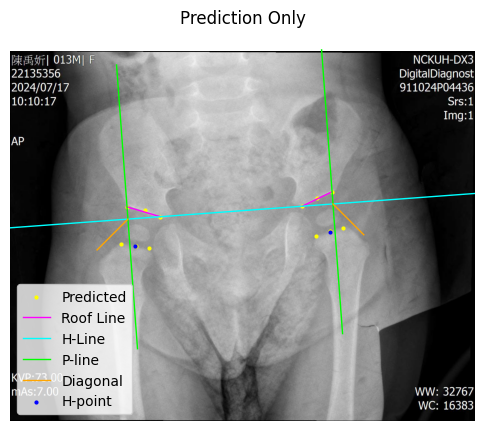 Prediction Only
陳禹妡| 013M| F
22135356
2024/07/17
10:10:17
AP
NCKUH-DX3
DigitalDiagnost
911024P04436
Srs:1
Img:1
Predicted
Roof Line
H-Line
P-line
Diagonal
H-point
KVP:73.00
mAs:7.00
WW: 32767
WC: 16383